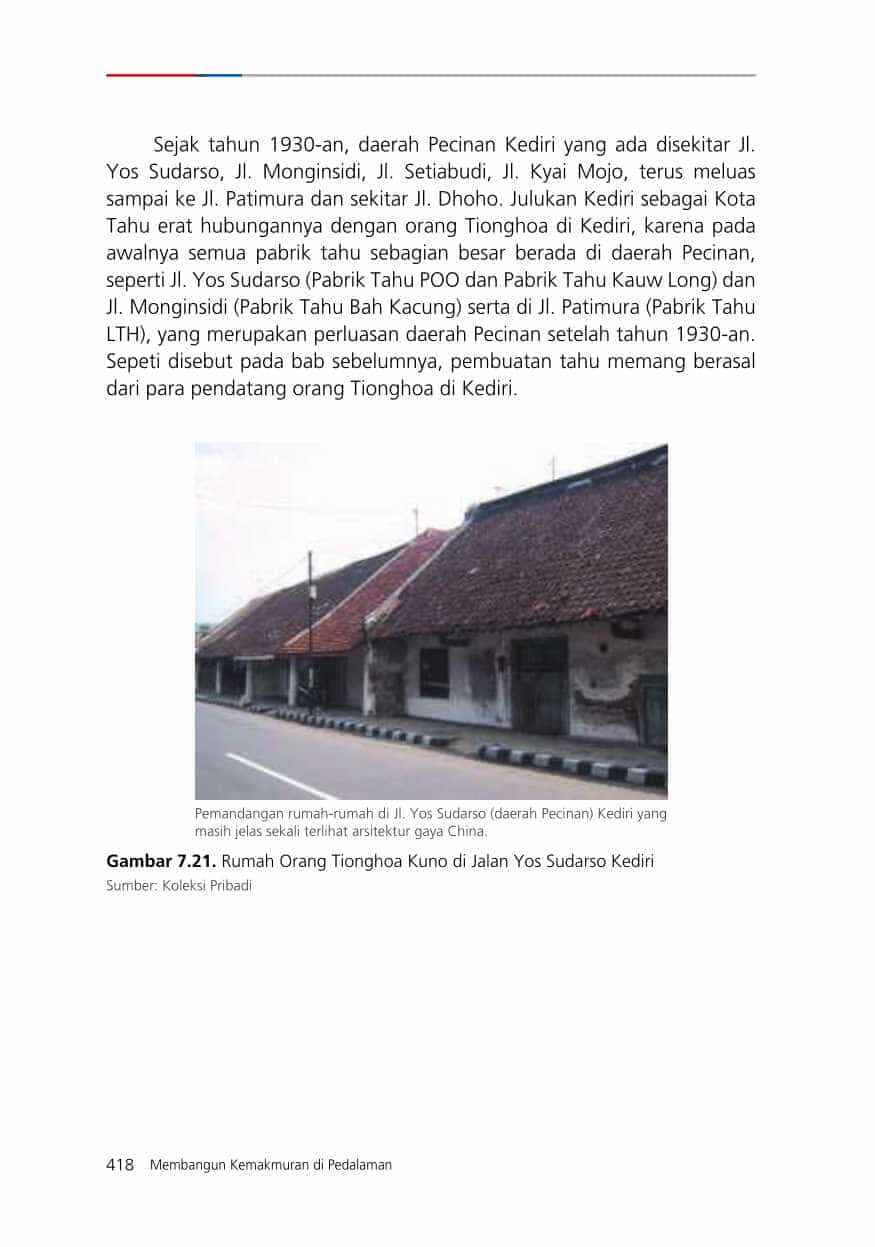 Sejak tahun 1930-an, daerah Pecinan Kediri yang ada disekitar Jl.
Yos Sudarso, Jl. Monginsidi, Jl. Setiabudi, Jl. Kyai Mojo, terus meluas
sampai ke Jl. Patimura dan sekitar Jl. Dhoho. Julukan Kediri sebagai Kota
Tahu erat hubungannya dengan orang Tionghoa di Kediri, karena pada
awalnya semua pabrik tahu sebagian besar berada di daerah Pecinan,
seperti Jl. Yos Sudarso (Pabrik Tahu POO dan Pabrik Tahu Kauw Long) dan
Jl. Monginsidi (Pabrik Tahu Bah Kacung) serta di Jl. Patimura (Pabrik Tahu
LTH), yang merupakan perluasan daerah Pecinan setelah tahun 1930-an.
Sepeti disebut pada bab sebelumnya, pembuatan tahu memang berasal
dari para pendatang orang Tionghoa di Kediri.
Pemandangan rumah-rumah di Jl. Yos Sudarso (daerah Pecinan) Kediri yang
masih jelas sekali terlihat arsitektur gaya China.
Gambar 7.21. Rumah Orang Tionghoa Kuno di Jalan Yos Sudarso Kediri
Sumber: Koleksi Pribadi
418 Membangun Kemakmuran di Pedalaman